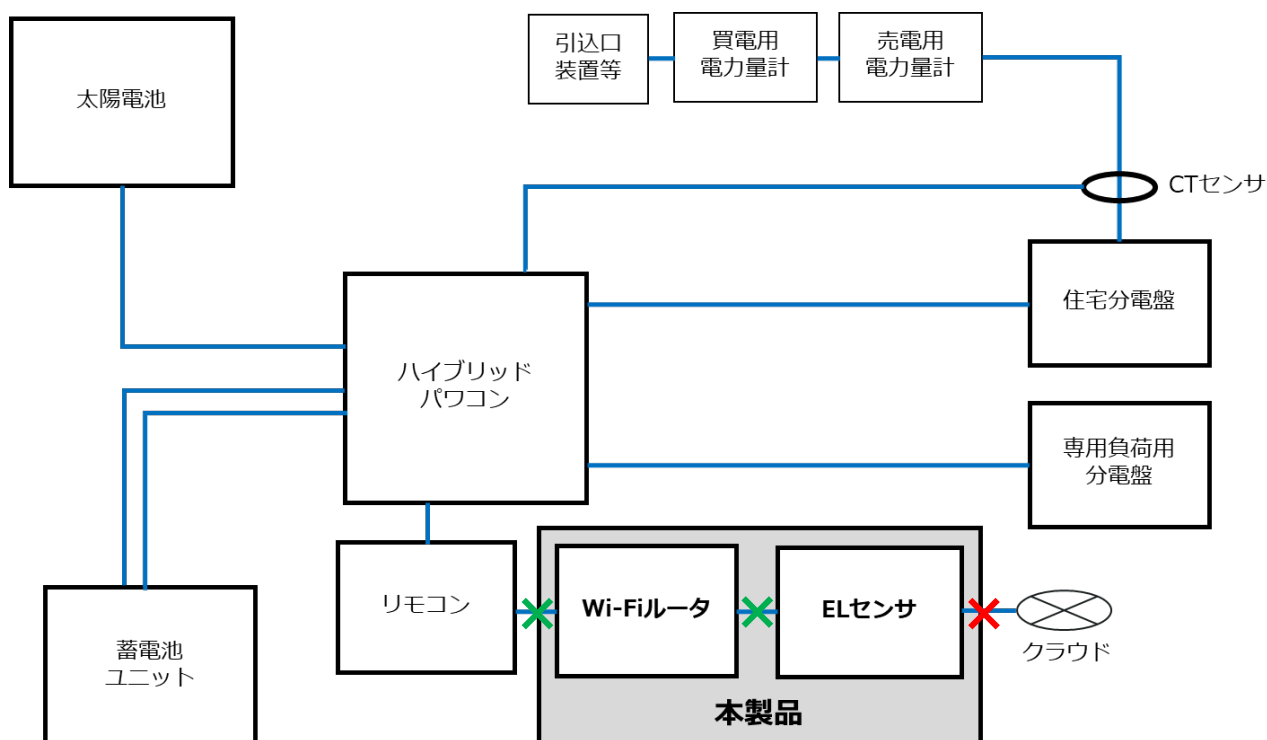 太陽電池
引込口
装置等
買電用
電力量計
売電用
電力量計
CTセンサ
住宅分電盤
ハイブリッド
パワコン
専用負荷用
分電盤
リモコン
Wi-Fiルータ
ELセンサ
クラウド
蓄電池
ユニット
本製品